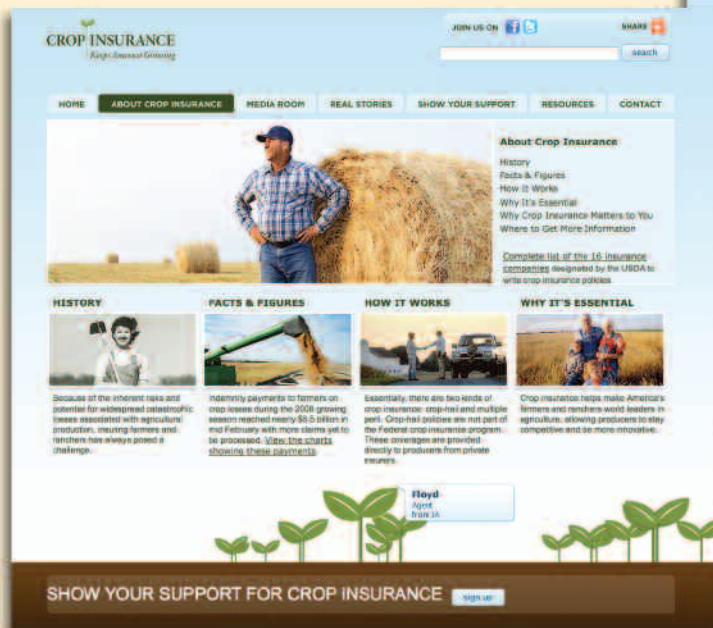 CROP INSURANCE
Keeps America Growing
JOIN US ON
SHARE
search
HOME
ABOUT CROP INSURANCE
MEDIA ROOM
REAL STORIES
SHOW YOUR SUPPORT
RESOURCES
CONTACT
About Crop Insurance
History
Facts & Figures
How it Works
Why It's Essential
Why Crop Insurance Matters to You
Where to Get More Information
Complete list of the 16 insurance
companies designated by the USDA to
write crop insurance policies
HISTORY
Because of the inherent risks and
potential for widespread catastrophic
losses associated with agricultural
production, insuring farmers and
ranchers has always posed a
challenge.
FACTS & FIGURES
Indemnity payments to farmers on
crop losses during the 2008 growing
season reached nearly $8.5 billion in
mid February with more claims yet to
be processed. View the charts
showing these payments
HOW IT WORKS
Essentially, there are two kinds of
crop insurance: crop-hail and multiple
peril. Crop-hail policies are not part of
the Federal crop insurance program.
These coverages are provided
directly to producers from private
insurers.
WHY IT'S ESSENTIAL
Crop insurance helps make America's
farmers and ranchers world leaders in
agriculture, allowing producers to stay
competitive and be more innovative.
Floyd
Agent
from IA
SHOW YOUR SUPPORT FOR CROP INSURANCE
sign up